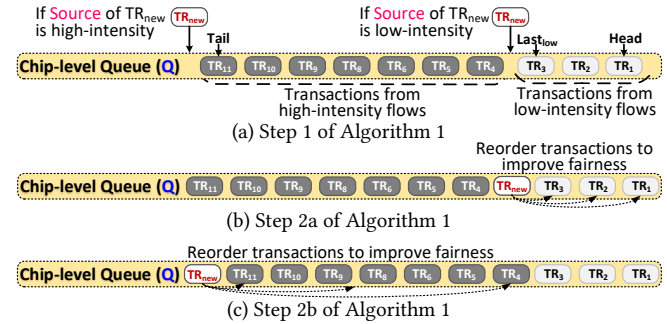 If Source of TRnew
is high-intensity
TRnew
If Source of TRnew
is low-intensity
TRnew
Tail
Lastlow
Head
Chip-level Queue (Q) TR11 TR10 TR9 TR8 TR6 TR5 TR4 TR3 TR2 TR1
Transactions from
high-intensity flows
Transactions from
low-intensity flows
(a) Step 1 of Algorithm 1
Reorder transactions to
improve fairness
Chip-level Queue (Q) TR11 TR10 TR9 TR8 TR6 TR5 TR4 TRnew TR3 TR2 TR1
(b) Step 2a of Algorithm 1
Reorder transactions to improve fairness
Chip-level Queue (Q) TRnew TR11 TR10 TR9 TR8 TR6 TR5 TR4 TR3 TR2 TR1
(c) Step 2b of Algorithm 1